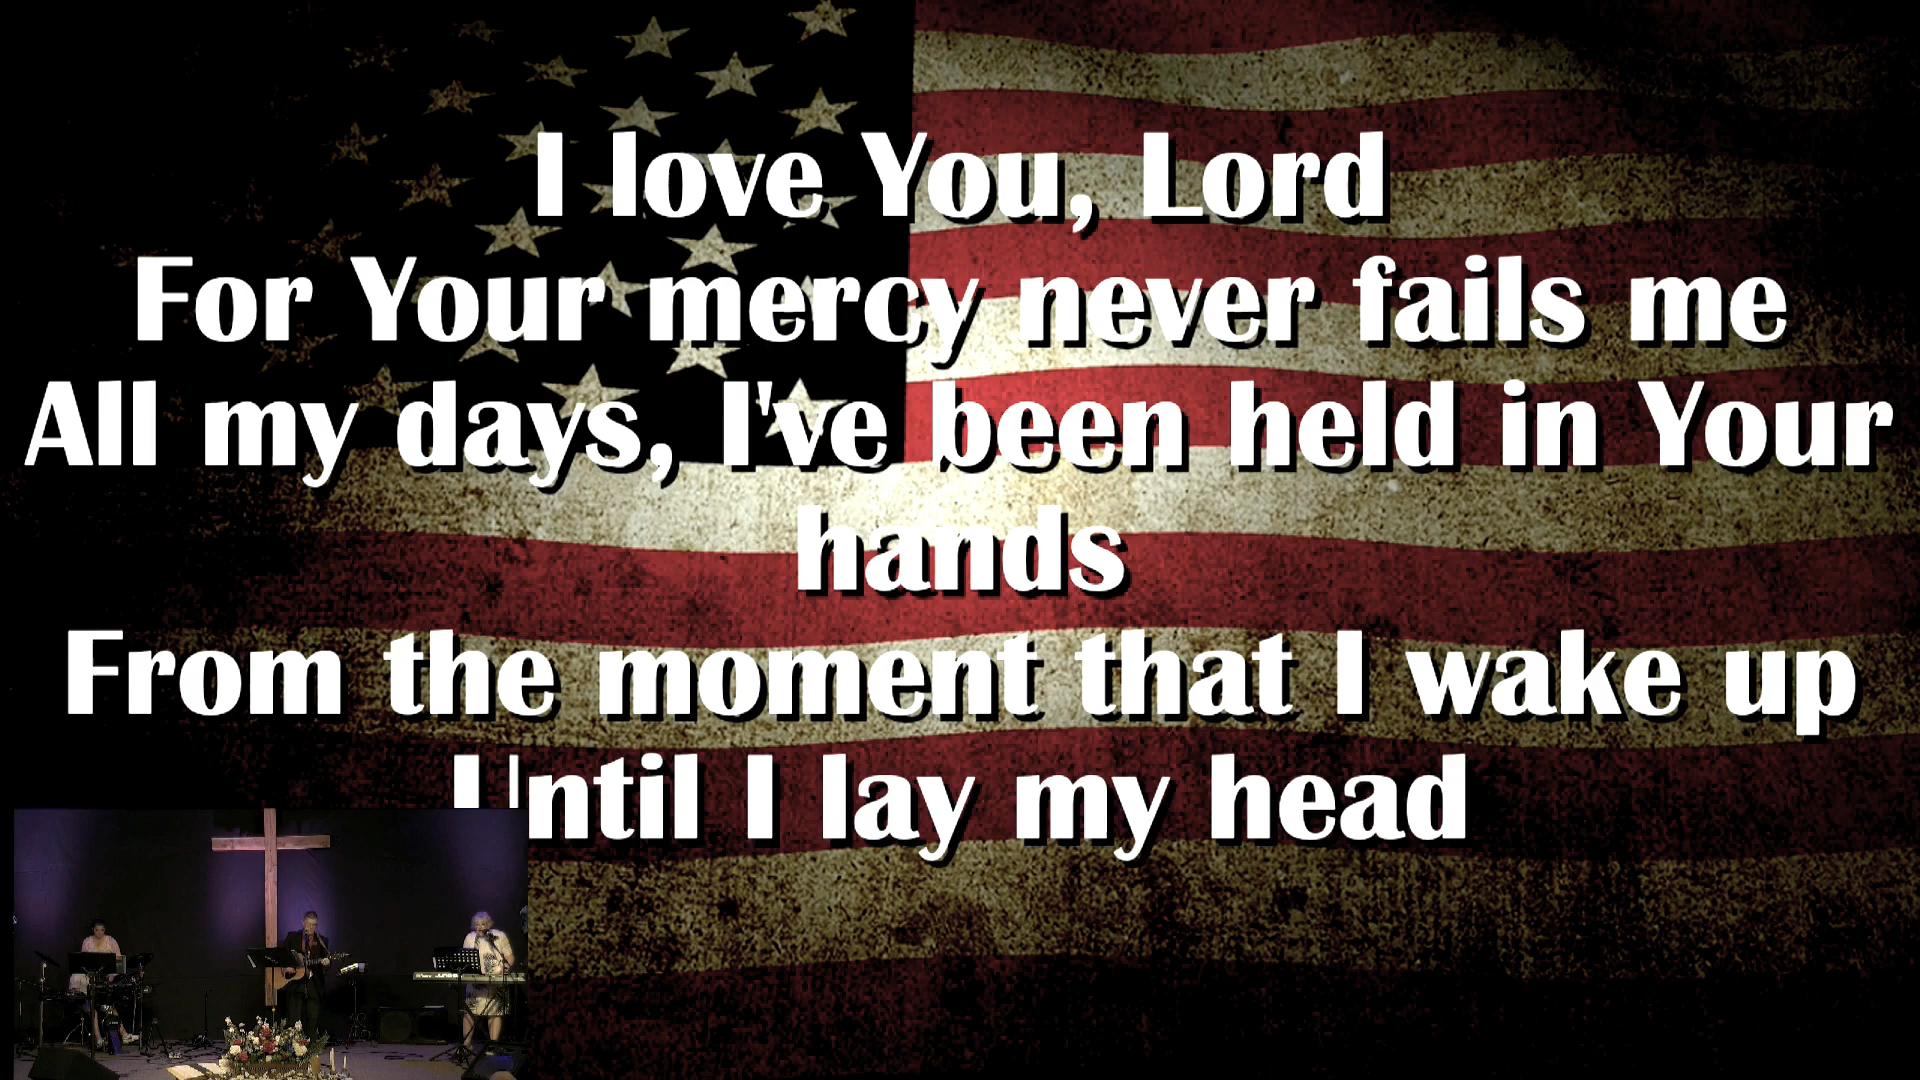 I love You, Lord
For Your mercy never fails me
All my days, I've been held in Your
hands
From the moment that I wake up
Until I lay my head